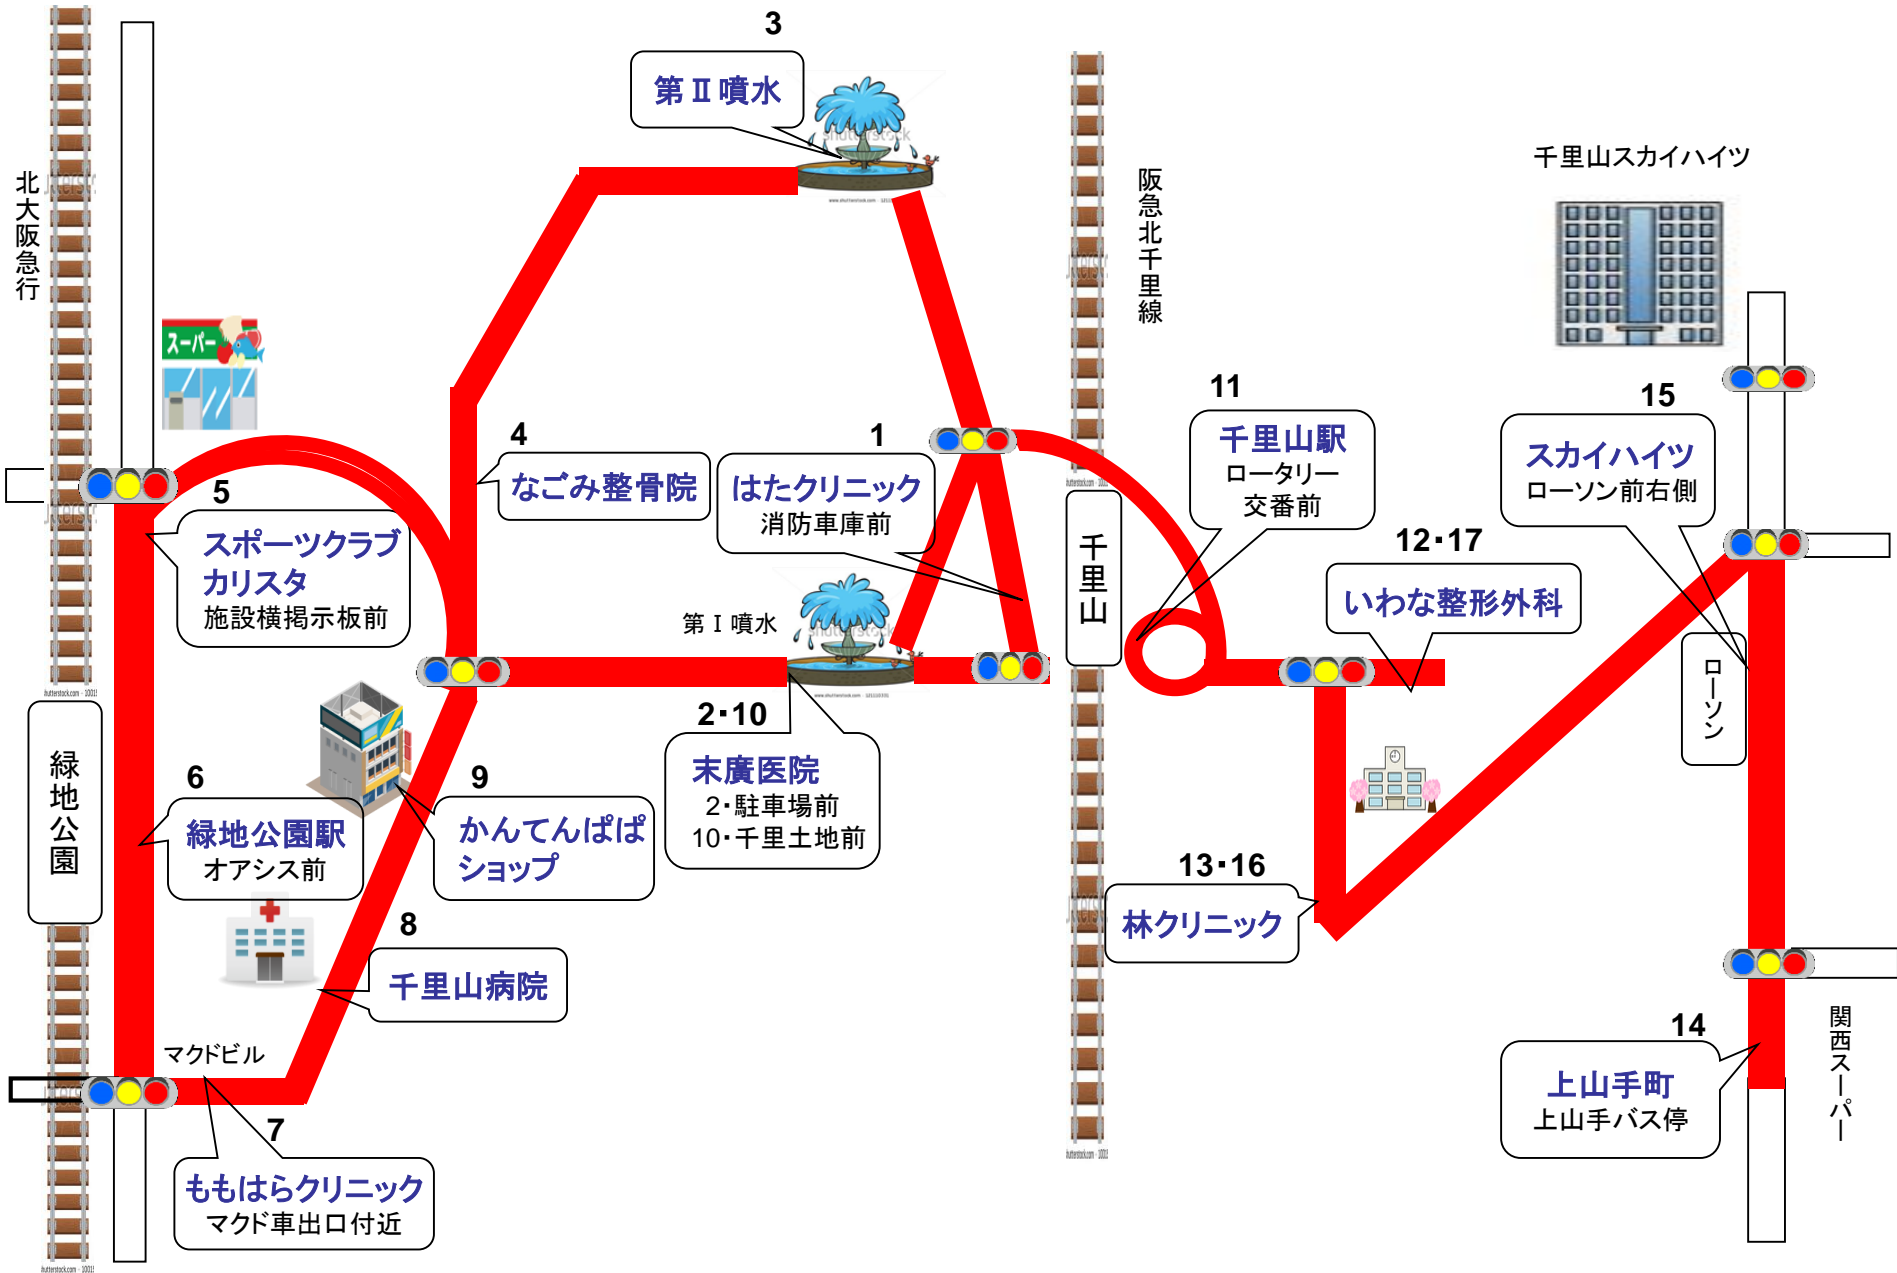 3
第Ⅱ噴水
北大阪急行
阪急北千里線
千里山スカイハイツ
スーパー
11
千里山駅
ロータリー
交番前
15
スカイハイツ
ローソン前右側
4
なごみ整骨院
1
はたクリニック
消防車庫前
5
スポーツクラブ
カリスタ
施設横掲示板前
千里山
12・17
いわな整形外科
第Ⅰ噴水
ローソン
2・10
末廣医院
2・駐車場前
10・千里土地前
緑地公園
6
緑地公園駅
オアシス前
9
かんてんぱぱ
ショップ
13・16
林クリニック
8
千里山病院
マクドビル
14
上山手町
上山手バス停
関西スーパー
7
ももはらクリニック
マクド車出口付近